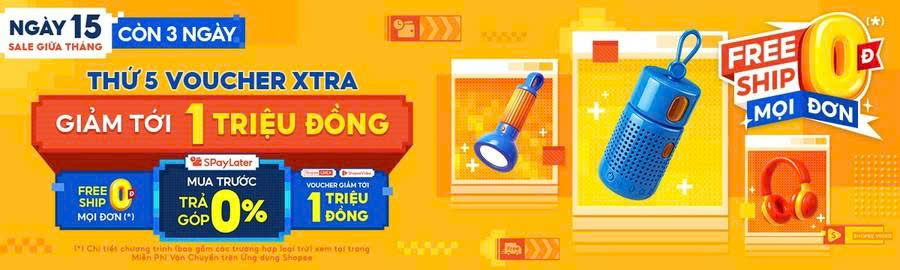 NGÀY 15
SALE GIỮA THÁNG
CÒN 3 NGÀY
THỨ 5 VOUCHER XTRA
GIẢM TỚI 1 TRIỆU ĐỒNG
FREE
SHIP 0Đ
MỌI ĐƠN (*)
SPayLater
MUA TRƯỚC
TRẢ
GÓP 0%
VOUCHER GIẢM TỚI
1 TRIỆU
ĐỒNG
(*) Chi tiết chương trình (bao gồm các trường hợp loại trừ) xem tại trang
Miễn Phí Vận Chuyển trên Ứng dụng Shopee
FREE
SHIP 0Đ (*)
MỌI ĐƠN
SHOPEE VIDEO